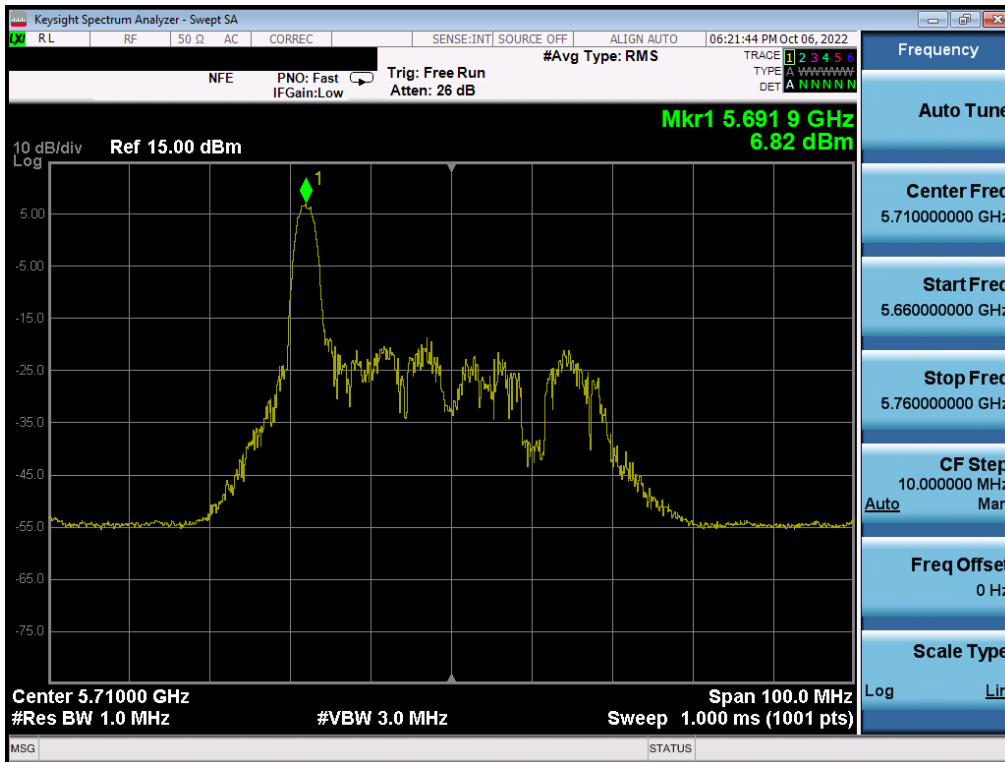 Keysight Spectrum Analyzer - Swept SA
LXI RL RF 50 Ω AC CORREC SENSE:INT SOURCE OFF ALIGN AUTO 06:21:44 PM Oct 06, 2022
#Avg Type: RMS
NFE PNO: Fast Trig: Free Run
IFGain:Low Atten: 26 dB
TRACE 1 2 3 4 5 6
TYPE A WWWWW
DET A N N N N N
Mkr1 5.691 9 GHz
6.82 dBm
10 dB/div Ref 15.00 dBm
Log
1
5.00
-5.00
-15.0
-25.0
-35.0
-45.0
-55.0
-65.0
-75.0
Center 5.71000 GHz Span 100.0 MHz
#Res BW 1.0 MHz #VBW 3.0 MHz Sweep 1.000 ms (1001 pts)
MSG STATUS
Frequency
Auto Tune
Center Freq
5.710000000 GHz
Start Freq
5.660000000 GHz
Stop Freq
5.760000000 GHz
CF Step
10.000000 MHz
Auto Man
Freq Offset
0 Hz
Scale Type
Log Lin